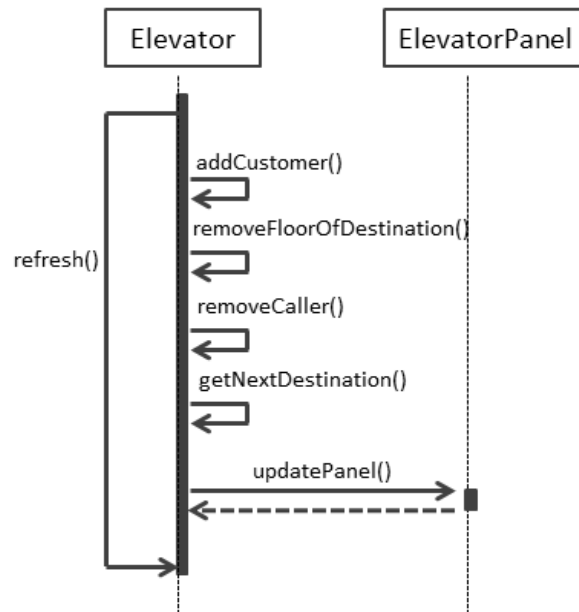 Elevator
ElevatorPanel
addCustomer()
removeFloorOfDestination()
refresh()
removeCaller()
getNextDestination()
updatePanel()